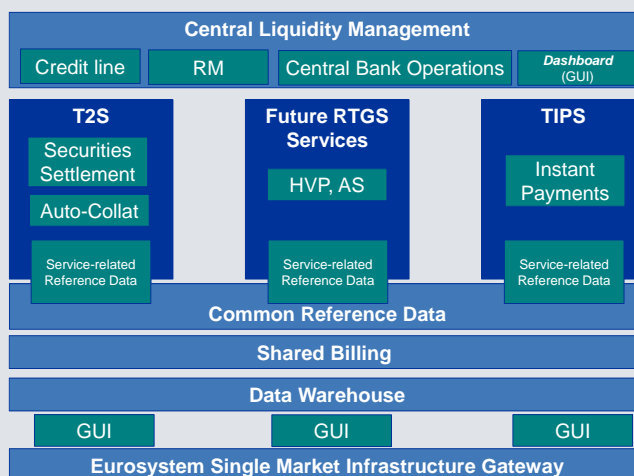 Central Liquidity Management
Credit line
RM
Central Bank Operations
Dashboard
(GUI)
T2S
Securities
Settlement
Auto-Collat
Service-related
Reference Data
Future RTGS
Services
HVP, AS
Service-related
Reference Data
TIPS
Instant
Payments
Service-related
Reference Data
Common Reference Data
Shared Billing
Data Warehouse
GUI
GUI
GUI
Eurosystem Single Market Infrastructure Gateway